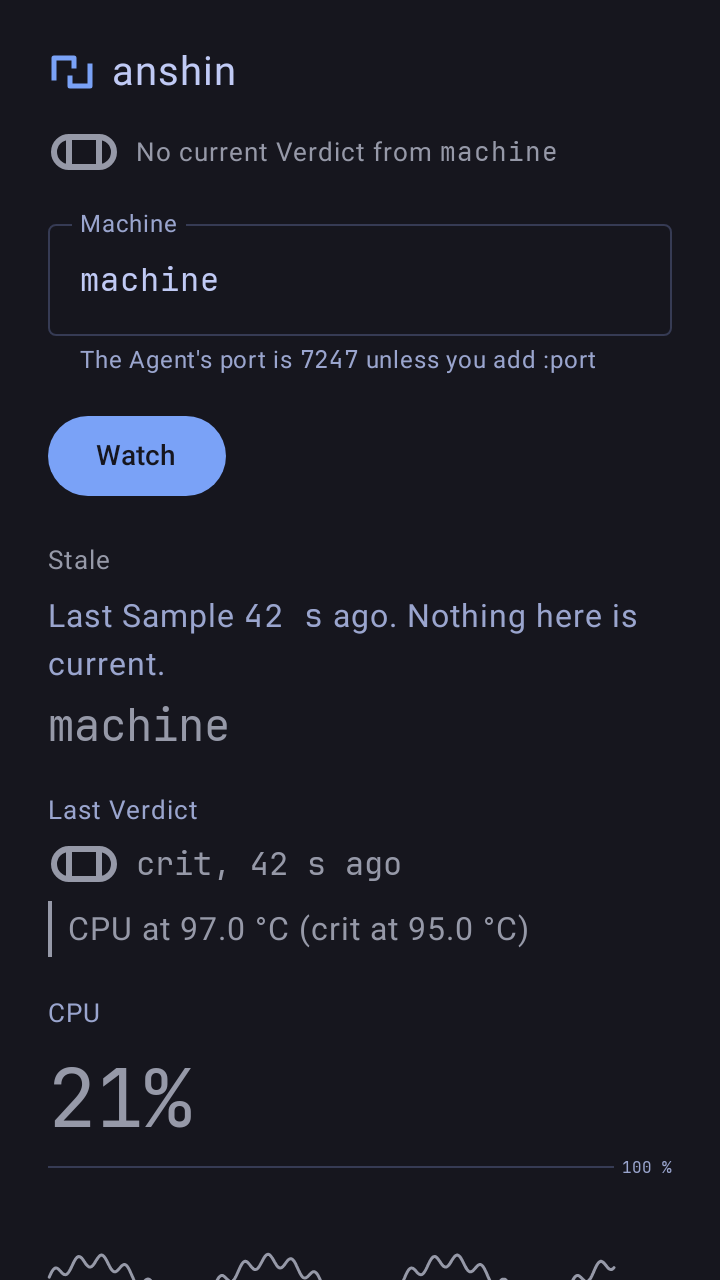 anshin
No current Verdict from machine
Machine
machine
The Agent's port is 7247 unless you add :port
Watch
Stale
Last Sample 42 s ago. Nothing here is
current.
machine
Last Verdict
crit, 42 s ago
CPU at 97.0 °C (crit at 95.0 °C)
CPU
21%
100 %